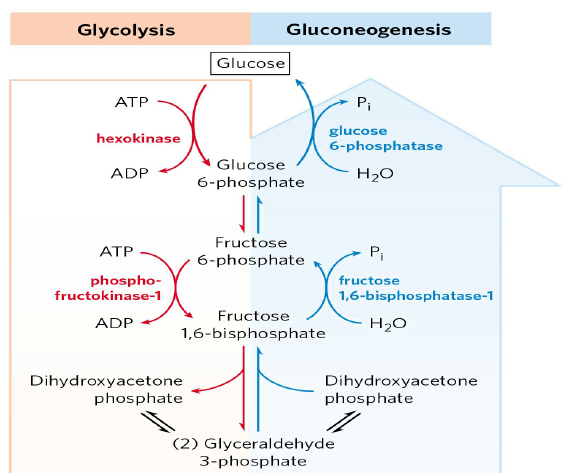 Glycolysis
Gluconeogenesis
Glucose
ATP
Pi
hexokinase
glucose
6-phosphatase
ADP
Glucose
6-phosphate
H2O
Fructose
6-phosphate
ATP
Pi
phospho-
fructokinase-1
fructose
1,6-bisphosphatase-1
ADP
Fructose
1,6-bisphosphate
H2O
Dihydroxyacetone
phosphate
Dihydroxyacetone
phosphate
(2) Glyceraldehyde
3-phosphate